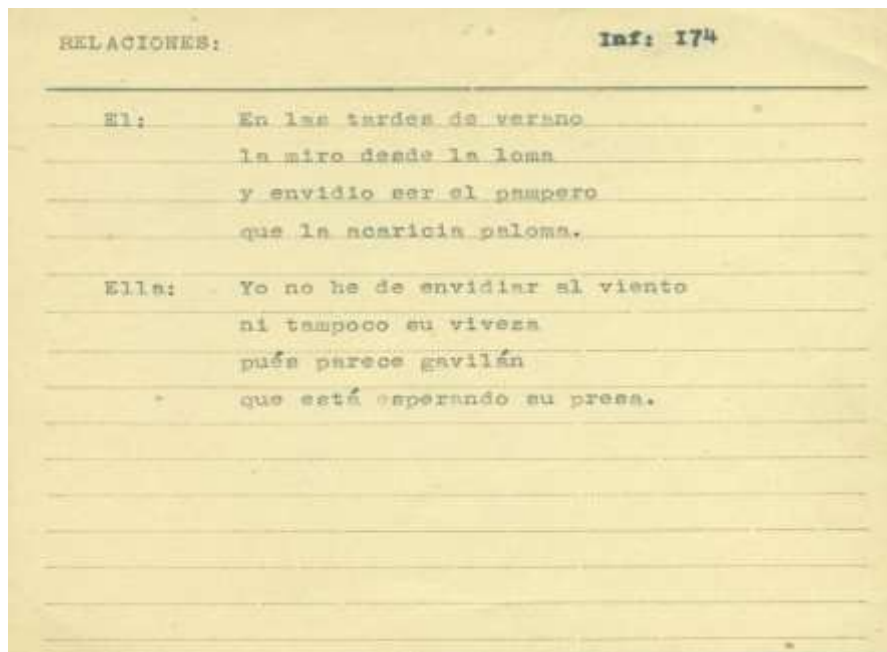 RELACIONES: Inf: I74
El: En las tardes de verano
la miro desde la loma
y envidio ser el pampero
que la acaricia paloma.
Ella: Yo no he de envidiar al viento
ni tampoco su viveza
pués parece gavilán
que está esperando su presa.